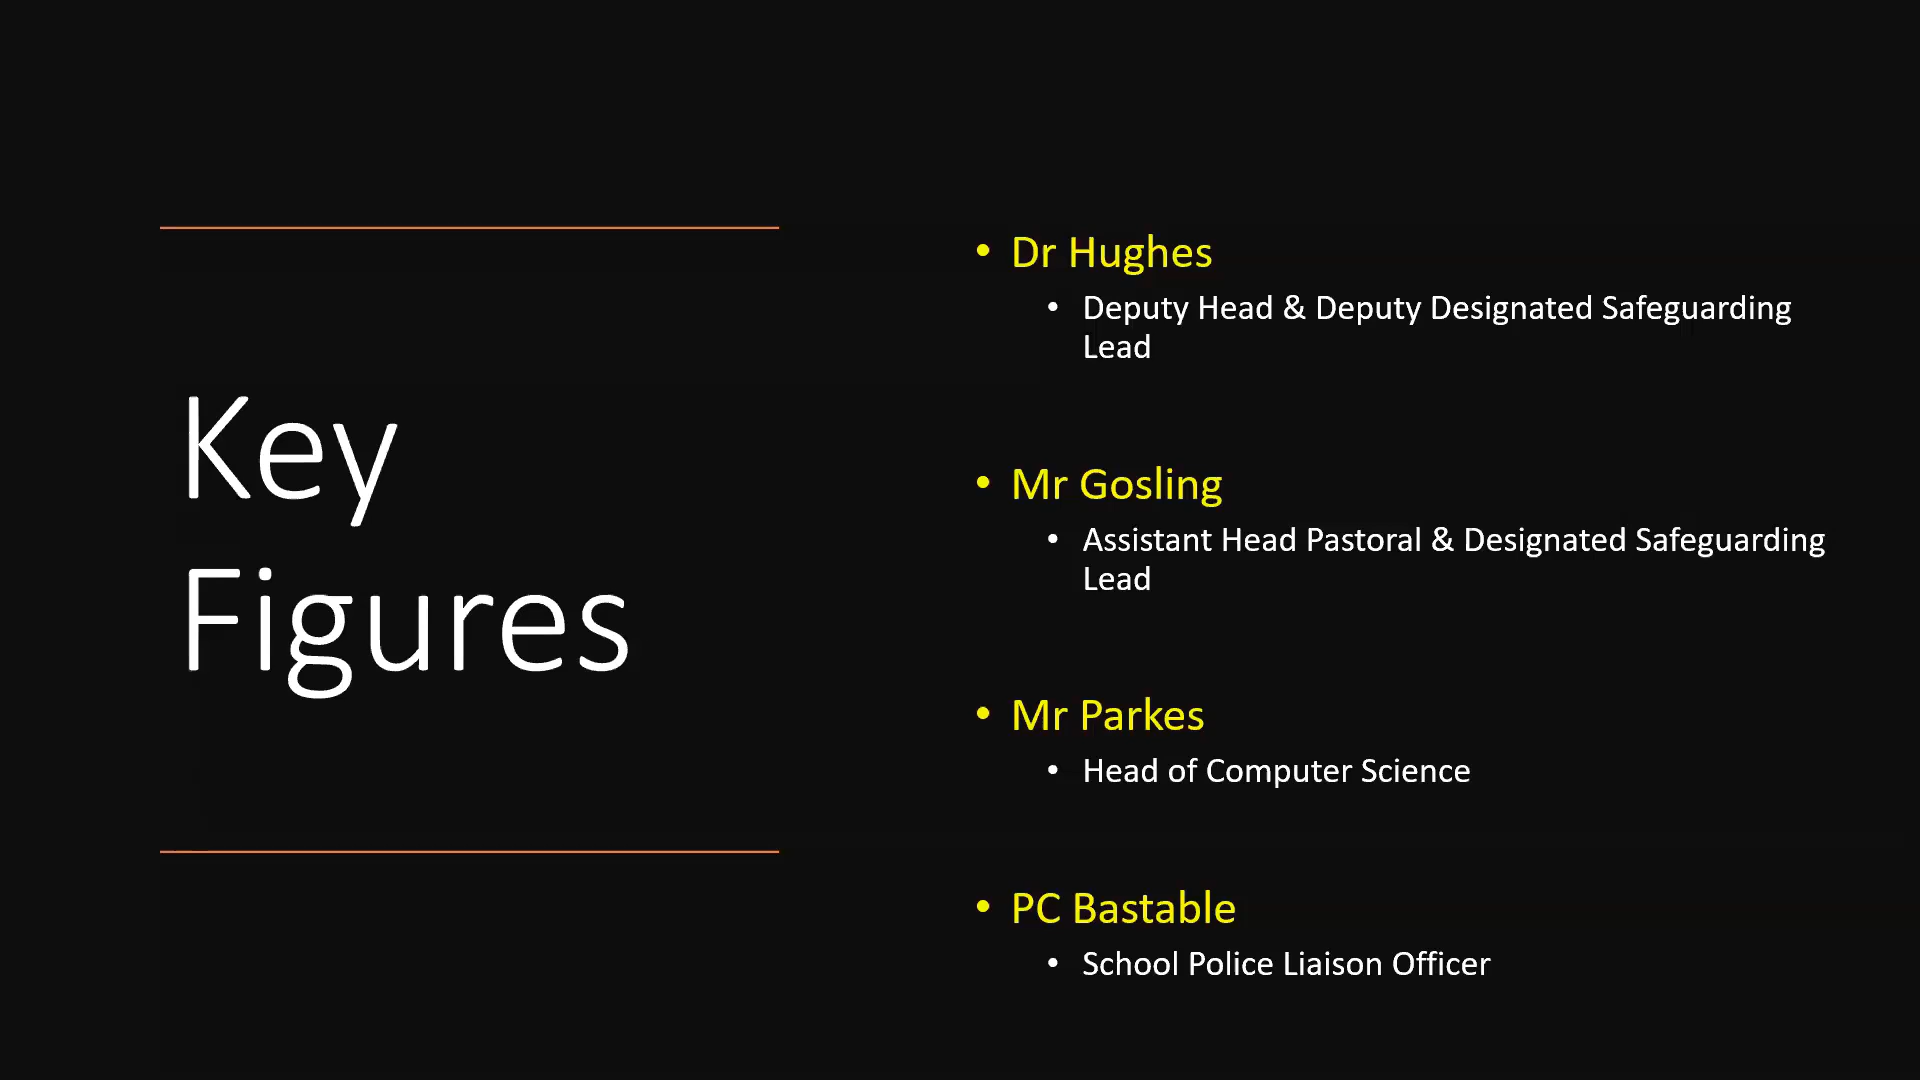 Key
Figures
• Dr Hughes
• Deputy Head & Deputy Designated Safeguarding
Lead
• Mr Gosling
• Assistant Head Pastoral & Designated Safeguarding
Lead
• Mr Parkes
• Head of Computer Science
• PC Bastable
• School Police Liaison Officer